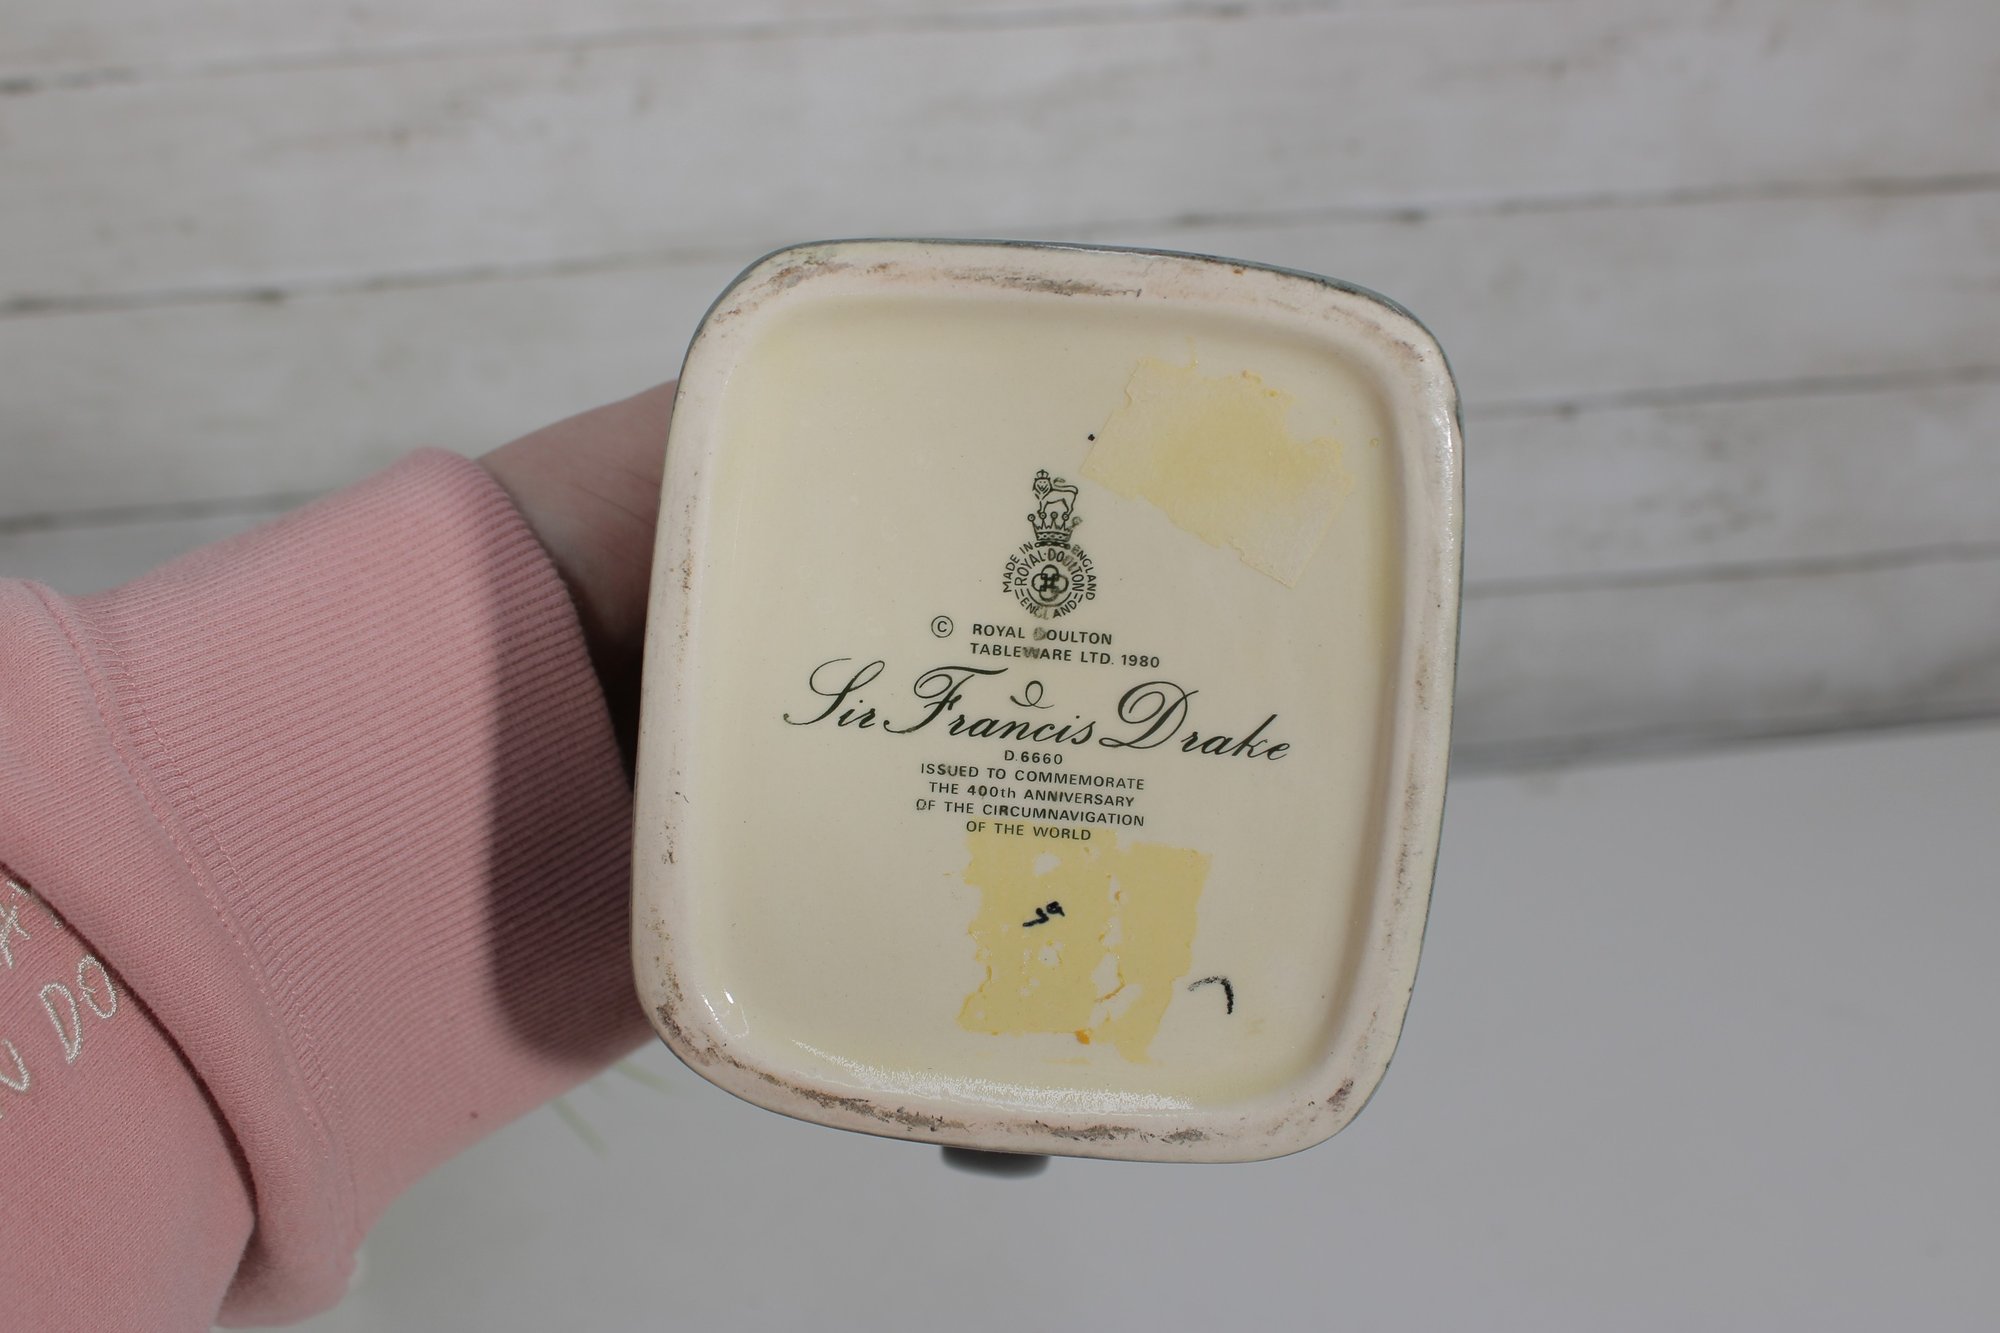 MADE IN ENGLAND
ROYAL DOULTON
ENGLAND
© ROYAL DOULTON
TABLEWARE LTD. 1980
Sir Francis Drake
D.6660
ISSUED TO COMMEMORATE
THE 400th ANNIVERSARY
OF THE CIRCUMNAVIGATION
OF THE WORLD
DO